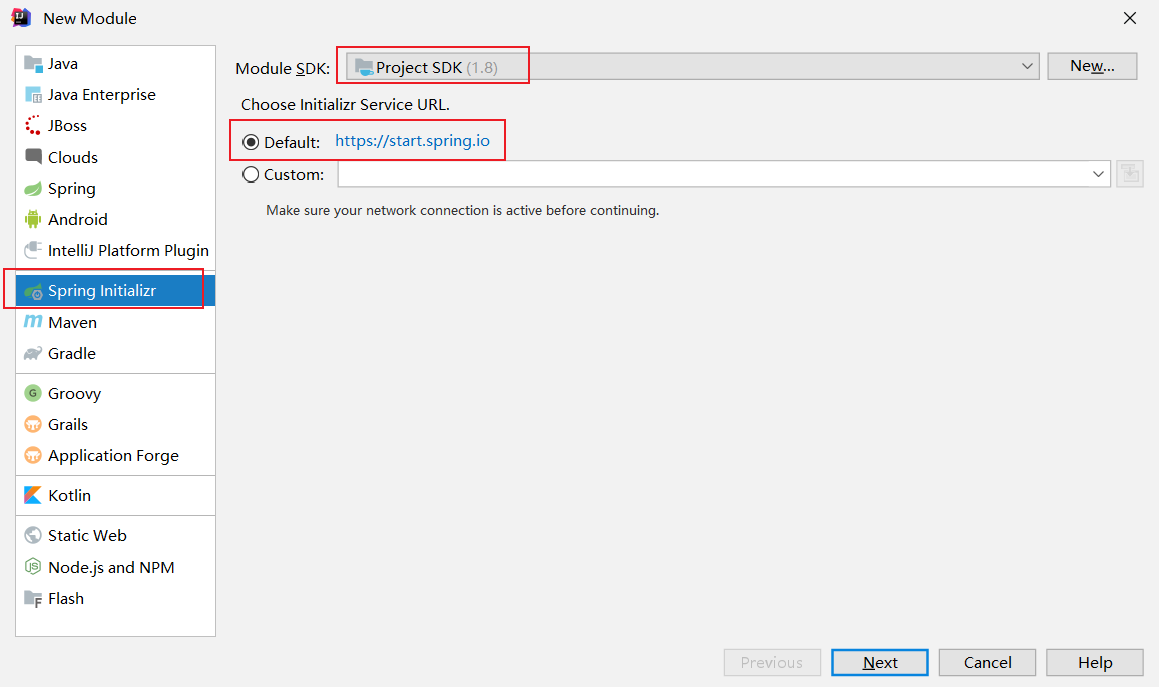 New Module
Java
Java Enterprise
JBoss
Clouds
Spring
Android
IntelliJ Platform Plugin
Spring Initializr
Maven
Gradle
Groovy
Grails
Application Forge
Kotlin
Static Web
Node.js and NPM
Flash
Module SDK: Project SDK (1.8) New...
Choose Initializr Service URL.
Default: https://start.spring.io
Custom:
Make sure your network connection is active before continuing.
Previous Next Cancel Help